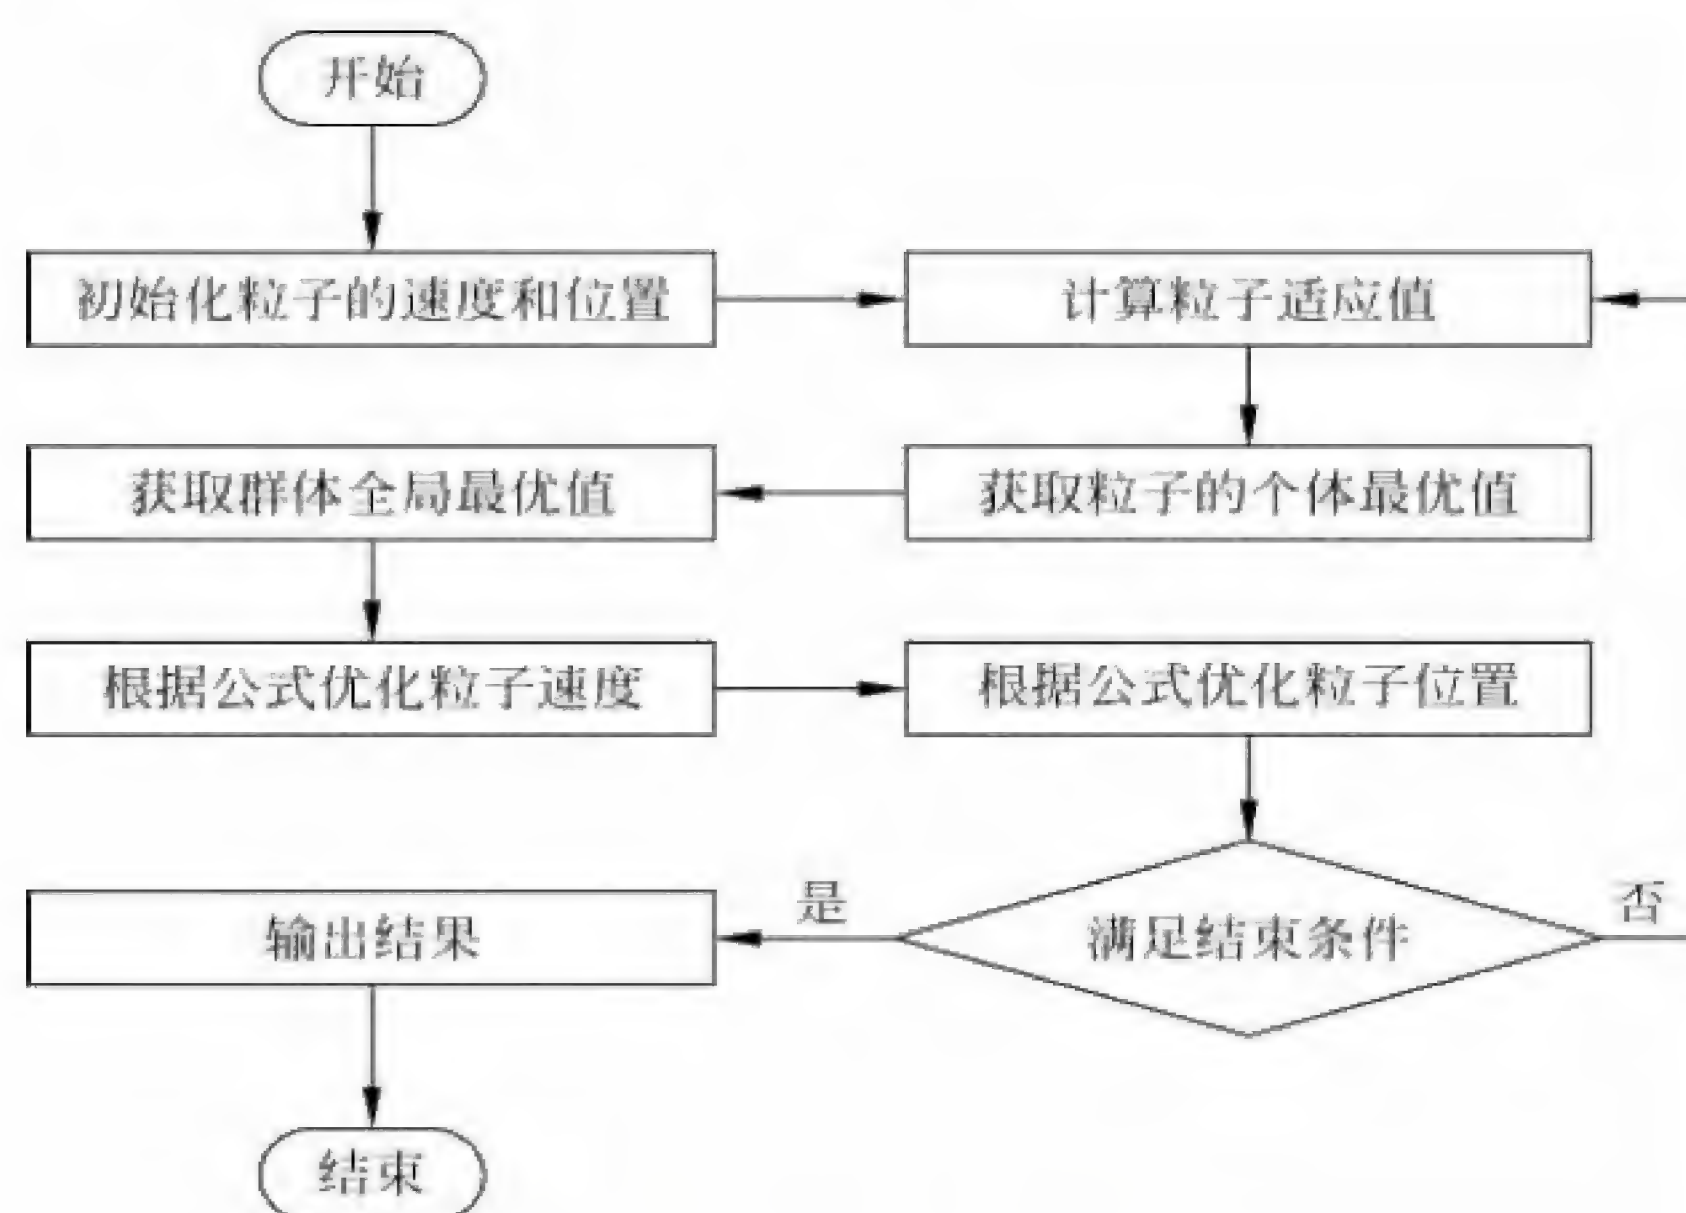 开始
初始化粒子的速度和位置
计算粒子适应值
获取群体全局最优值
获取粒子的个体最优值
根据公式优化粒子速度
根据公式优化粒子位置
输出结果
是
满足结束条件
否
结束